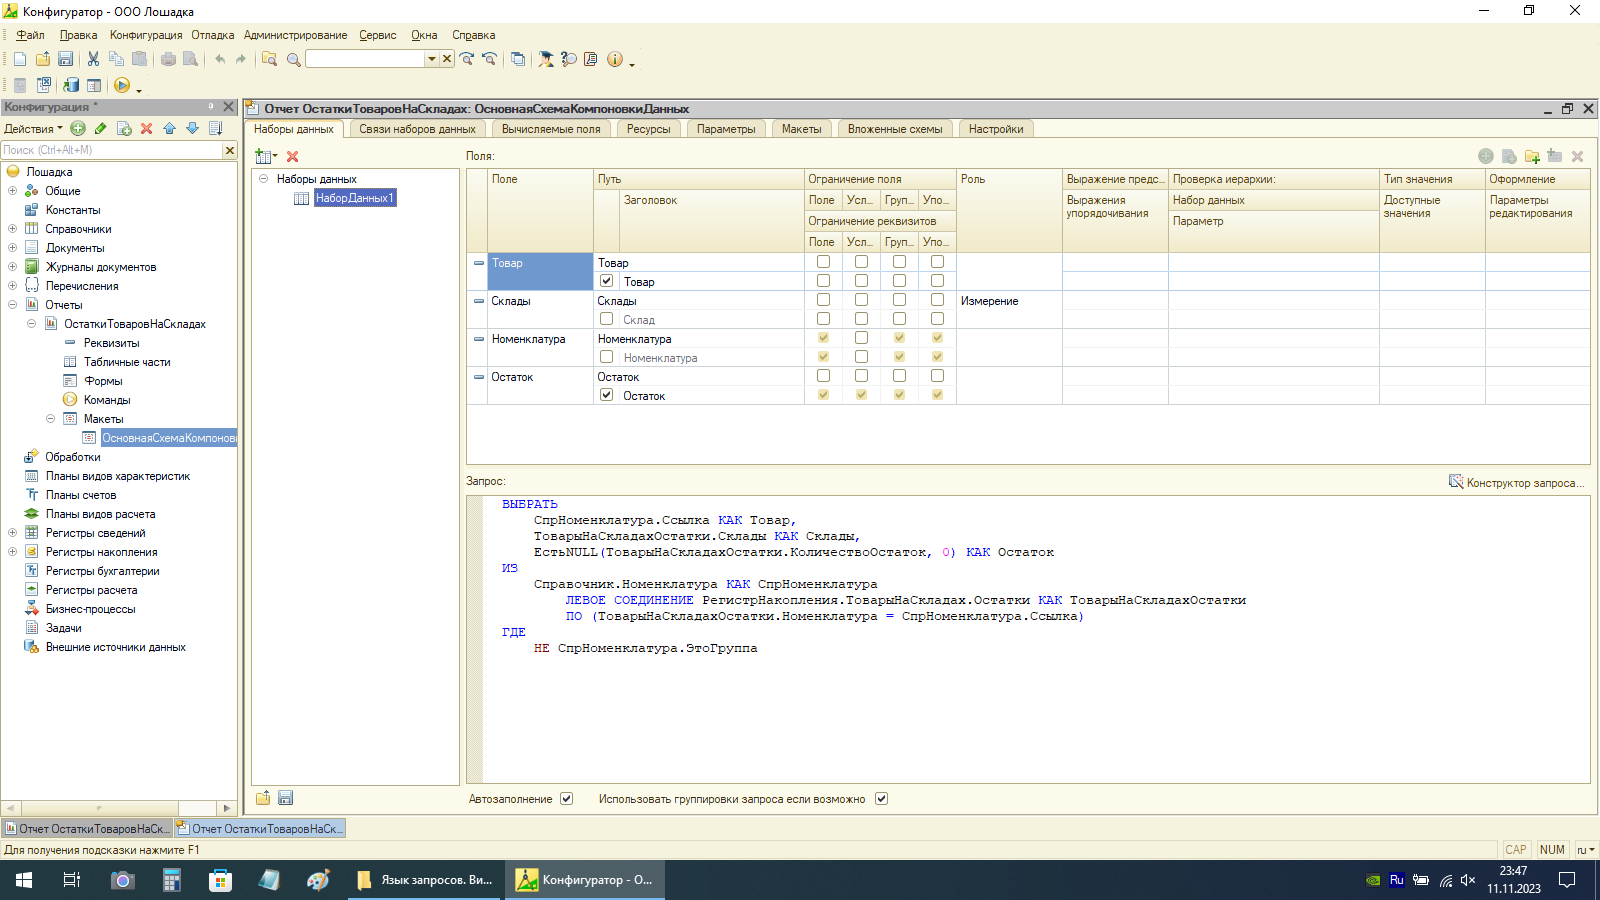 Конфигуратор - ООО Лошадка
Файл Правка Конфигурация Отладка Администрирование Сервис Окна Справка
Конфигурация *
Действия
Поиск (Ctrl+Alt+M)
Лошадка
Общие
Константы
Справочники
Документы
Журналы документов
Перечисления
Отчеты
ОстаткиТоваровНаСкладах
Реквизиты
Табличные части
Формы
Команды
Макеты
ОсновнаяСхемаКомпонов
Обработки
Планы видов характеристик
Планы счетов
Планы видов расчета
Регистры сведений
Регистры накопления
Регистры бухгалтерии
Регистры расчета
Бизнес-процессы
Задачи
Внешние источники данных
Отчет ОстаткиТоваровНаСкладах: ОсновнаяСхемаКомпоновкиДанных
Наборы данных Связи наборов данных Вычисляемые поля Ресурсы Параметры Макеты Вложенные схемы Настройки
Наборы данных
НаборДанных1
Поля:
Поле Путь Ограничение поля Роль Выражение предс... Проверка иерархии: Тип значения Оформление
Заголовок Поле Усл... Груп... Упо... Выражения упорядочивания Набор данных Доступные значения Параметры редактирования
Ограничение реквизитов Параметр
Поле Усл... Груп... Упо...
Товар Товар
Товар
Склады Склады Измерение
Склад
Номенклатура Номенклатура
Номенклатура
Остаток Остаток
Остаток
Запрос:
Конструктор запроса...
ВЫБРАТЬ
СпрНоменклатура.Ссылка КАК Товар,
ТоварыНаСкладахОстатки.Склады КАК Склады,
ЕстьNULL(ТоварыНаСкладахОстатки.КоличествоОстаток, 0) КАК Остаток
ИЗ
Справочник.Номенклатура КАК СпрНоменклатура
ЛЕВОЕ СОЕДИНЕНИЕ РегистрНакопления.ТоварыНаСкладах.Остатки КАК ТоварыНаСкладахОстатки
ПО (ТоварыНаСкладахОстатки.Номенклатура = СпрНоменклатура.Ссылка)
ГДЕ
НЕ СпрНоменклатура.ЭтоГруппа
Автозаполнение Использовать группировки запроса если возможно
Отчет ОстаткиТоваровНаСк... Отчет ОстаткиТоваровНаСк...
Для получения подсказки нажмите F1
CAP NUM ru
Язык запросов. Ви... Конфигуратор - О...
Ru
23:47
11.11.2023